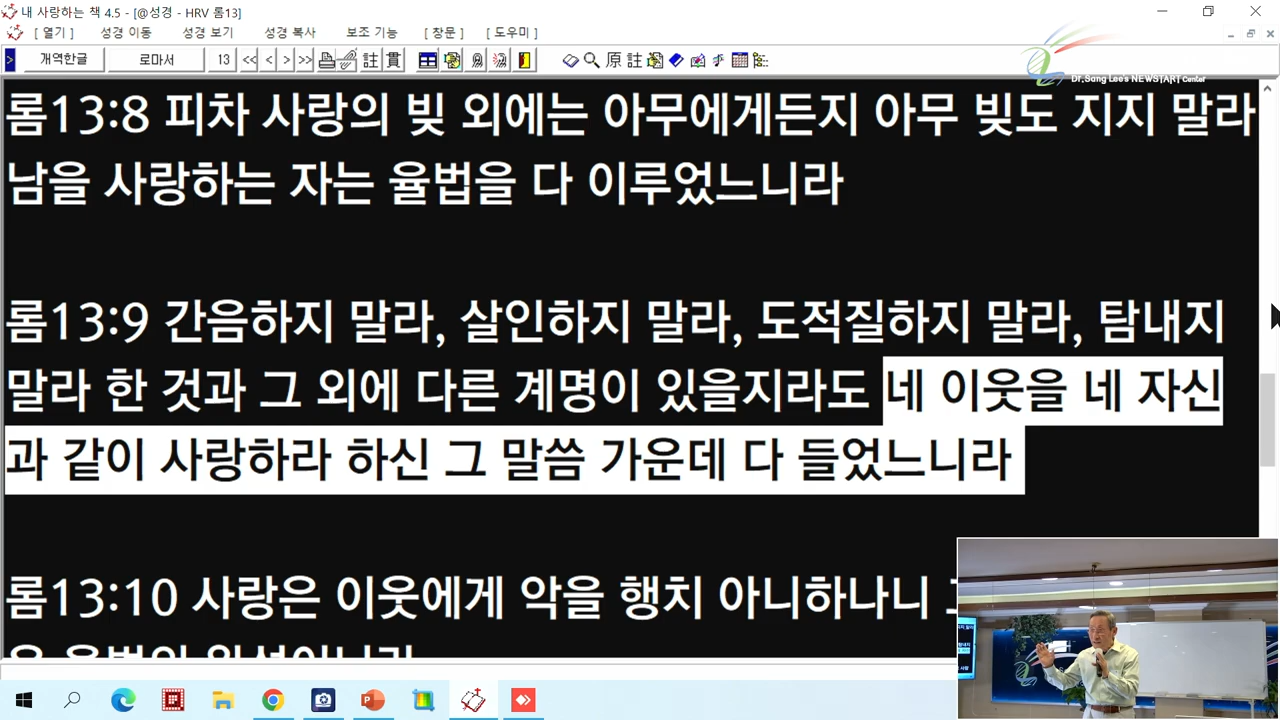 내 사랑하는 책 4.5 - [@성경 - HRV 롬13]
[ 열기 ] 성경 이동 성경 보기 성경 복사 보조 기능 [ 창문 ] [ 도우미 ]
> 개역한글 로마서 13 << < > >> 註 貫 原 註
Dr.Sang Lee's NEWSTART Center
롬13:8 피차 사랑의 빚 외에는 아무에게든지 아무 빚도 지지 말라
남을 사랑하는 자는 율법을 다 이루었느니라
롬13:9 간음하지 말라, 살인하지 말라, 도적질하지 말라, 탐내지
말라 한 것과 그 외에 다른 계명이 있을지라도 네 이웃을 네 자신
과 같이 사랑하라 하신 그 말씀 가운데 다 들었느니라
롬13:10 사랑은 이웃에게 악을 행치 아니하나니